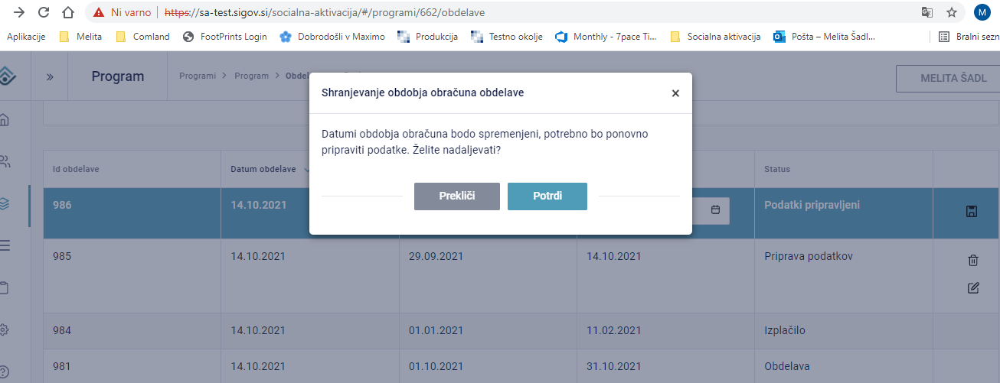 Ni varno https://sa-test.sigov.si/socialna-aktivacija/#/programi/662/obdelave M
Aplikacije Melita Comland FootPrints Login Dobrodošli v Maximo Produkcija Testno okolje Monthly - 7pace Ti... Socialna aktivacija Pošta – Melita Šadl... Bralni sezn
Program Programi Program MELITA ŠADL
Shranjevanje obdobja obračuna obdelave
Datumi obdobja obračuna bodo spremenjeni, potrebno bo ponovno
pripraviti podatke. Želite nadaljevati?
Prekliči Potrdi
Id obdelave Datum obdelave Status
986 14.10.2021 Podatki pripravljeni
985 14.10.2021 29.09.2021 14.10.2021 Priprava podatkov
984 14.10.2021 01.01.2021 11.02.2021 Izplačilo
981 14.10.2021 01.10.2021 31.10.2021 Obdelava